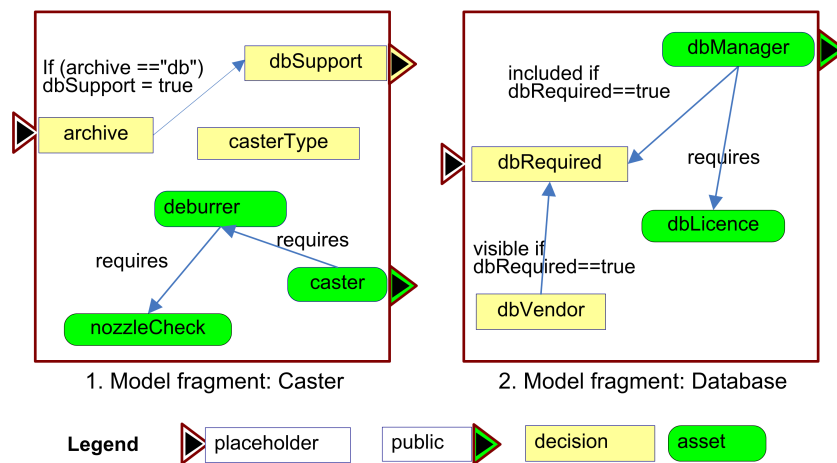 If (archive =="db")
dbSupport = true
dbSupport
archive
casterType
deburrer
requires
requires
caster
nozzleCheck
1. Model fragment: Caster
dbManager
included if
dbRequired==true
dbRequired
requires
dbLicence
visible if
dbRequired==true
dbVendor
2. Model fragment: Database
Legend
placeholder
public
decision
asset